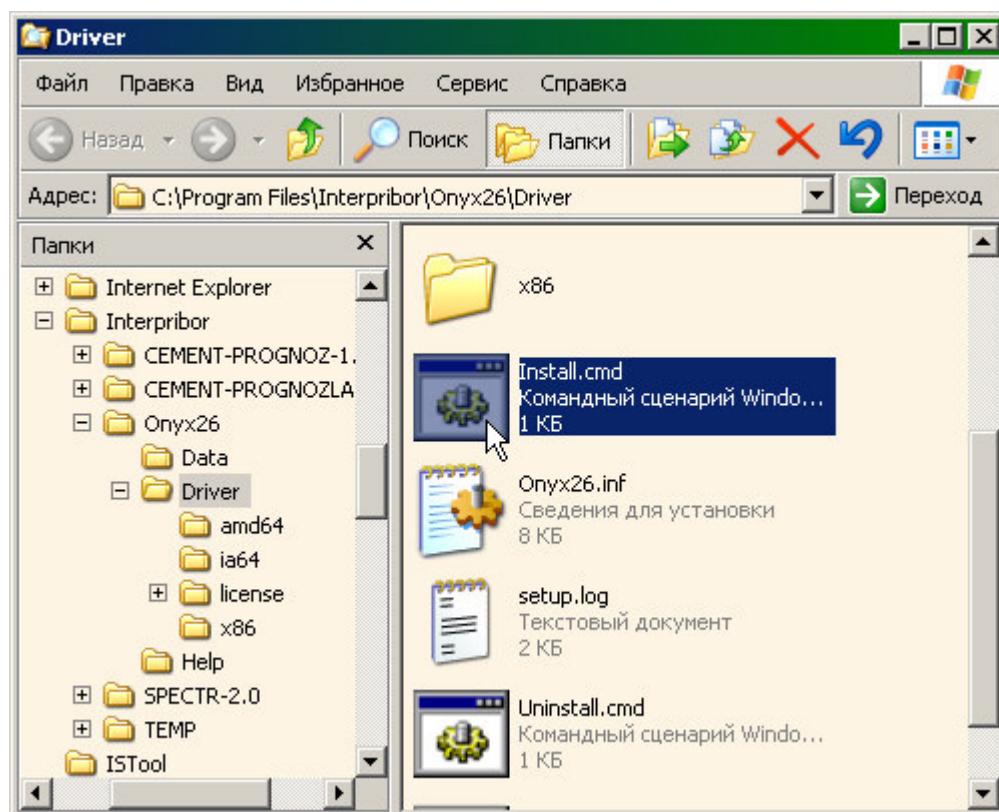 Driver
Файл Правка Вид Избранное Сервис Справка
Назад Поиск Папки
Адрес: C:\Program Files\Interpribor\Onyx26\Driver Переход
Папки
Internet Explorer
Interpribor
CEMENT-PROGNOZ-1.
CEMENT-PROGNOZLA
Onyx26
Data
Driver
amd64
ia64
license
x86
Help
SPECTR-2.0
TEMP
ISTool
x86
Install.cmd
Командный сценарий Windo...
1 КБ
Onyx26.inf
Сведения для установки
8 КБ
setup.log
Текстовый документ
2 КБ
Uninstall.cmd
Командный сценарий Windo...
1 КБ